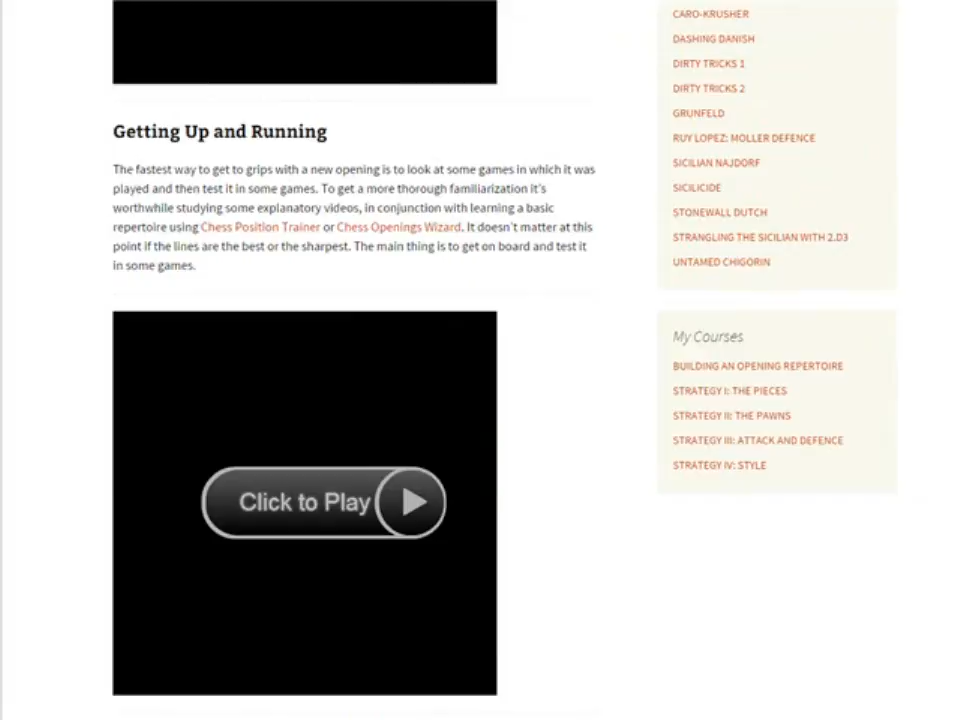 Getting Up and Running
The fastest way to get to grips with a new opening is to look at some games in which it was
played and then test it in some games. To get a more thorough familiarization it's
worthwhile studying some explanatory videos, in conjunction with learning a basic
repertoire using Chess Position Trainer or Chess Openings Wizard. It doesn't matter at this
point if the lines are the best or the sharpest. The main thing is to get on board and test it
in some games.
Click to Play
CARO-KRUSHER
DASHING DANISH
DIRTY TRICKS 1
DIRTY TRICKS 2
GRUNFELD
RUY LOPEZ: MOLLER DEFENCE
SICILIAN NAJDORF
SICILICIDE
STONEWALL DUTCH
STRANGLING THE SICILIAN WITH 2.D3
UNTAMED CHIGORIN
My Courses
BUILDING AN OPENING REPERTOIRE
STRATEGY I: THE PIECES
STRATEGY II: THE PAWNS
STRATEGY III: ATTACK AND DEFENCE
STRATEGY IV: STYLE